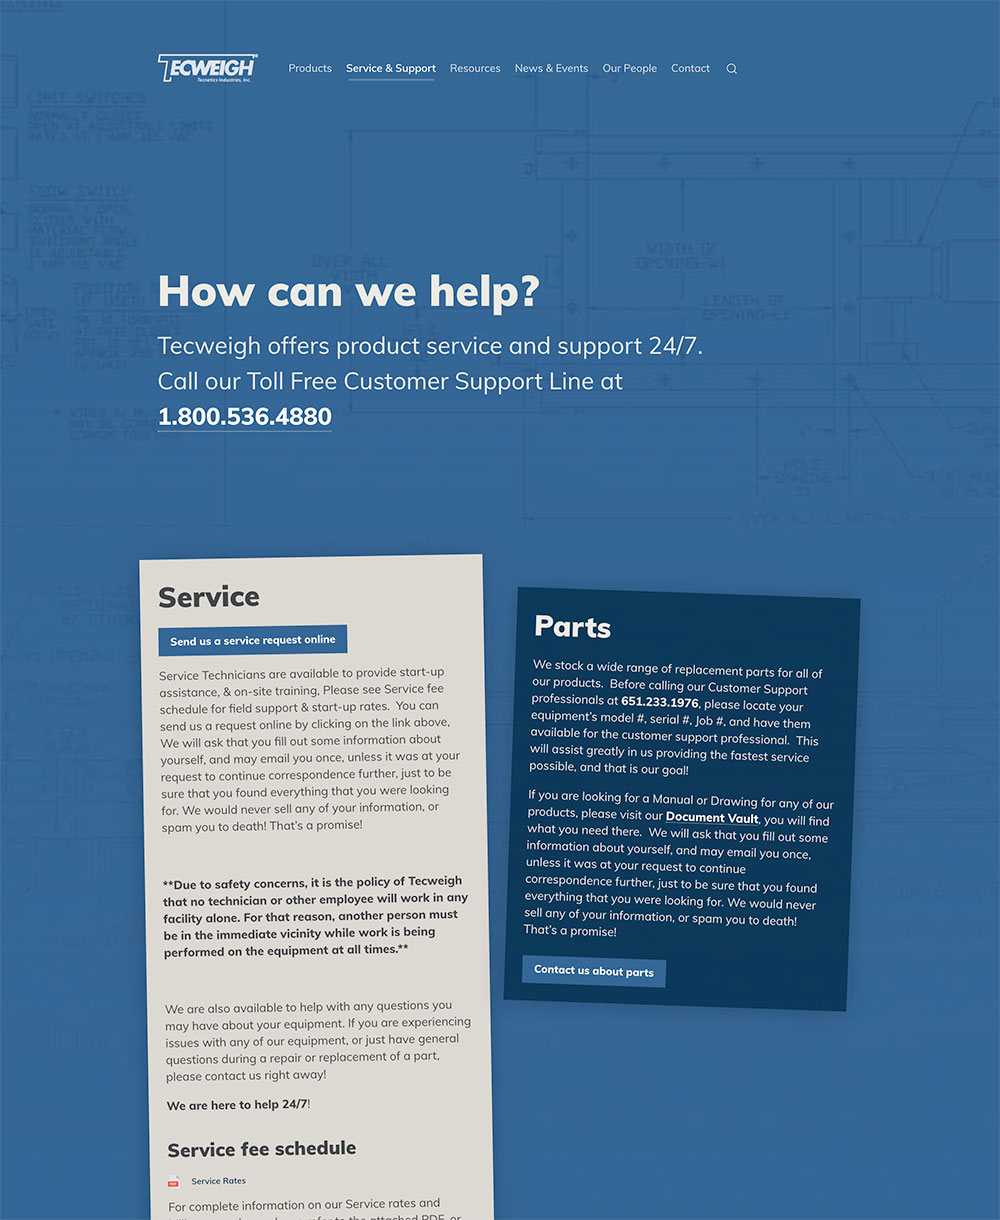 TECWEIGH
Tecnetics Industries, Inc.
Products Service & Support Resources News & Events Our People Contact
LIMIT SWITCHES
FLOW SWITCH
OVER ALL
WIDTH
WIDTH OF
OPENING-W1
LENGTH OF
HOLE
SPACING
How can we help?
Tecweigh offers product service and support 24/7.
Call our Toll Free Customer Support Line at
1.800.536.4880
Service
Send us a service request online
Service Technicians are available to provide start-up
assistance, & on-site training, Please see Service fee
schedule for field support & start-up rates. You can
send us a request online by clicking on the link above,
We will ask that you fill out some information about
yourself, and may email you once, unless it was at your
request to continue correspondence further, just to be
sure that you found everything that you were looking
for. We would never sell any of your information, or
spam you to death! That’s a promise!
**Due to safety concerns, it is the policy of Tecweigh
that no technician or other employee will work in any
facility alone. For that reason, another person must
be in the immediate vicinity while work is being
performed on the equipment at all times.**
We are also available to help with any questions you
may have about your equipment. If you are experiencing
issues with any of our equipment, or just have general
questions during a repair or replacement of a part,
please contact us right away!
We are here to help 24/7!
Service fee schedule
PDF
Service Rates
For complete information on our Service rates and
Parts
We stock a wide range of replacement parts for all of
our products. Before calling our Customer Support
professionals at 651.233.1976, please locate your
equipment’s model #, serial #, Job #, and have them
available for the customer support professional. This
will assist greatly in us providing the fastest service
possible, and that is our goal!
If you are looking for a Manual or Drawing for any of our
products, please visit our Document Vault, you will find
what you need there. We will ask that you fill out some
information about yourself, and may email you once,
unless it was at your request to continue
correspondence further, just to be sure that you found
everything that you were looking for. We would never
sell any of your information, or spam you to death!
That’s a promise!
Contact us about parts